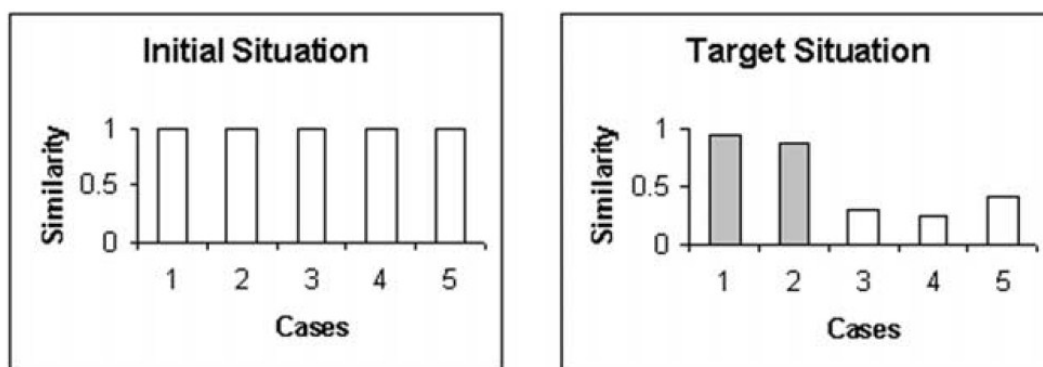 Initial Situation
Similarity
1
0.5
0
1 2 3 4 5
Cases
Target Situation
Similarity
1
0.5
0
1 2 3 4 5
Cases